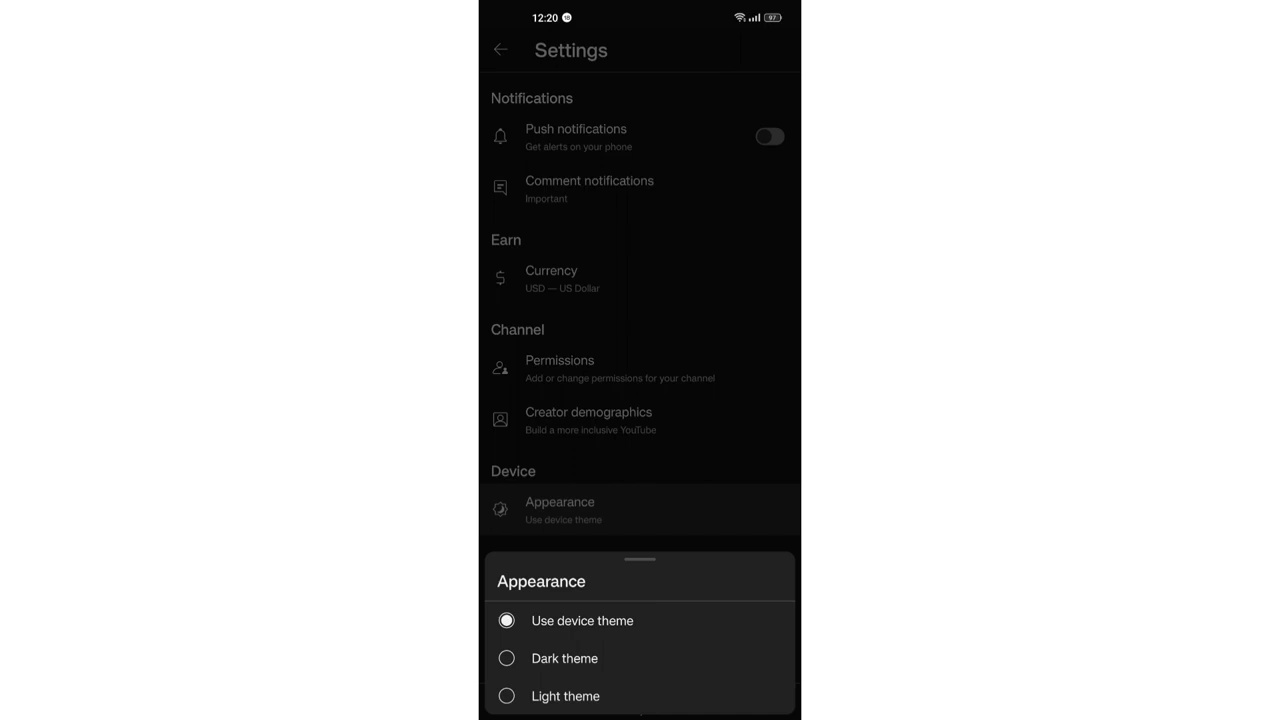 12:20 18 97
Settings
Notifications
Push notifications
Get alerts on your phone
Comment notifications
Important
Earn
Currency
USD — US Dollar
Channel
Permissions
Add or change permissions for your channel
Creator demographics
Build a more inclusive YouTube
Device
Appearance
Use device theme
Appearance
Use device theme
Dark theme
Light theme